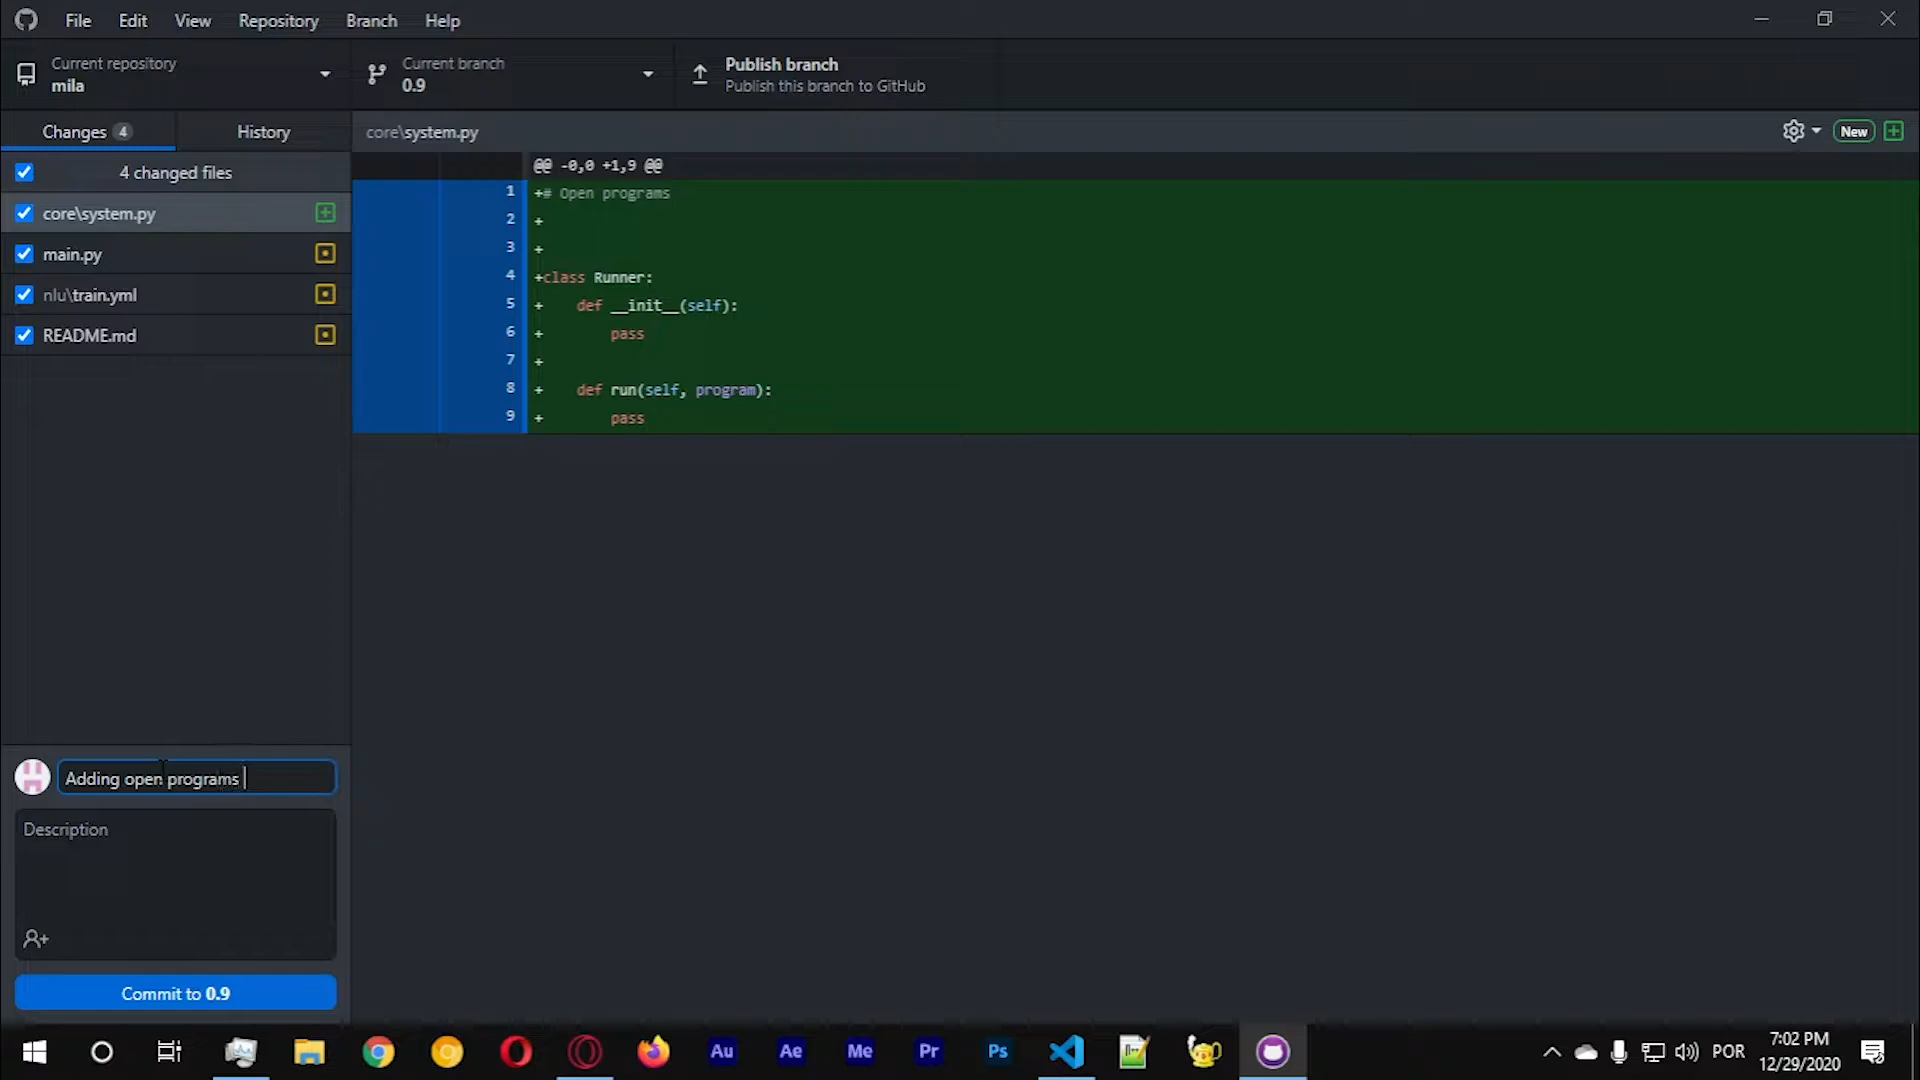 File Edit View Repository Branch Help
Current repository
mila
Current branch
0.9
Publish branch
Publish this branch to GitHub
Changes 4
History
core\system.py
New
4 changed files
core\system.py
main.py
nlu\train.yml
README.md
@@ -0,0 +1,9 @@
1 +# Open programs
2 +
3 +
4 +class Runner:
5 + def __init__(self):
6 + pass
7 +
8 + def run(self, program):
9 + pass
Adding open programs
Description
Commit to 0.9
Au Ae Me Pr Ps
POR
7:02 PM
12/29/2020